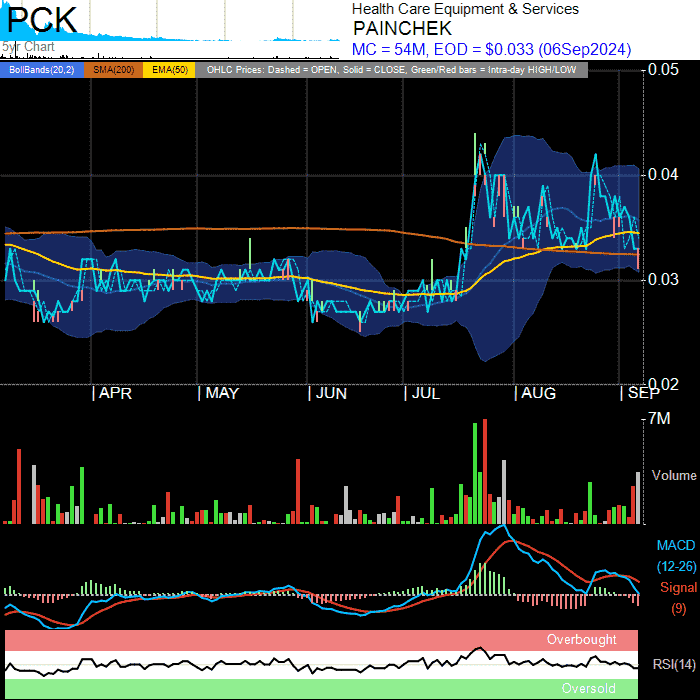 PCK
5yr Chart
Health Care Equipment & Services
PAINCHEK
MC = 54M, EOD = $0.033 (06Sep2024)
BollBands(20,2) SMA(200) EMA(50) OHLC Prices: Dashed = OPEN, Solid = CLOSE, Green/Red bars = Intra-day HIGH/LOW
0.05
0.04
0.03
0.02
| APR | MAY | JUN | JUL | AUG | SEP
7M
Volume
MACD
(12-26)
Signal
(9)
Overbought
RSI(14)
Oversold